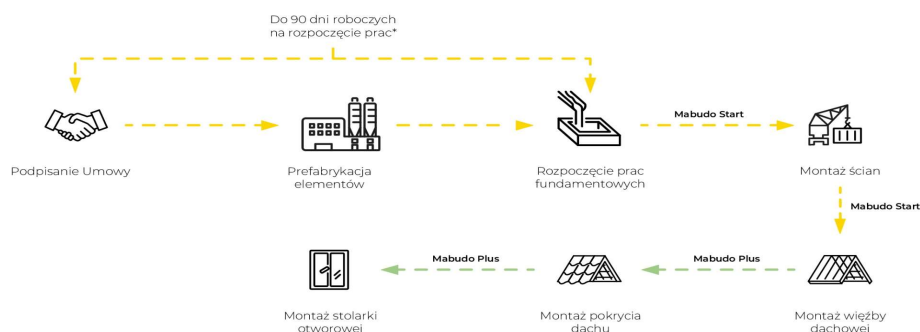 Do 90 dni roboczych
na rozpoczęcie prac*
Podpisanie Umowy
Prefabrykacja
elementów
Rozpoczęcie prac
fundamentowych
Mabudo Start
Montaż ścian
Mabudo Start
Montaż więźby
dachowej
Mabudo Plus
Montaż pokrycia
dachu
Mabudo Plus
Montaż stolarki
otworowej